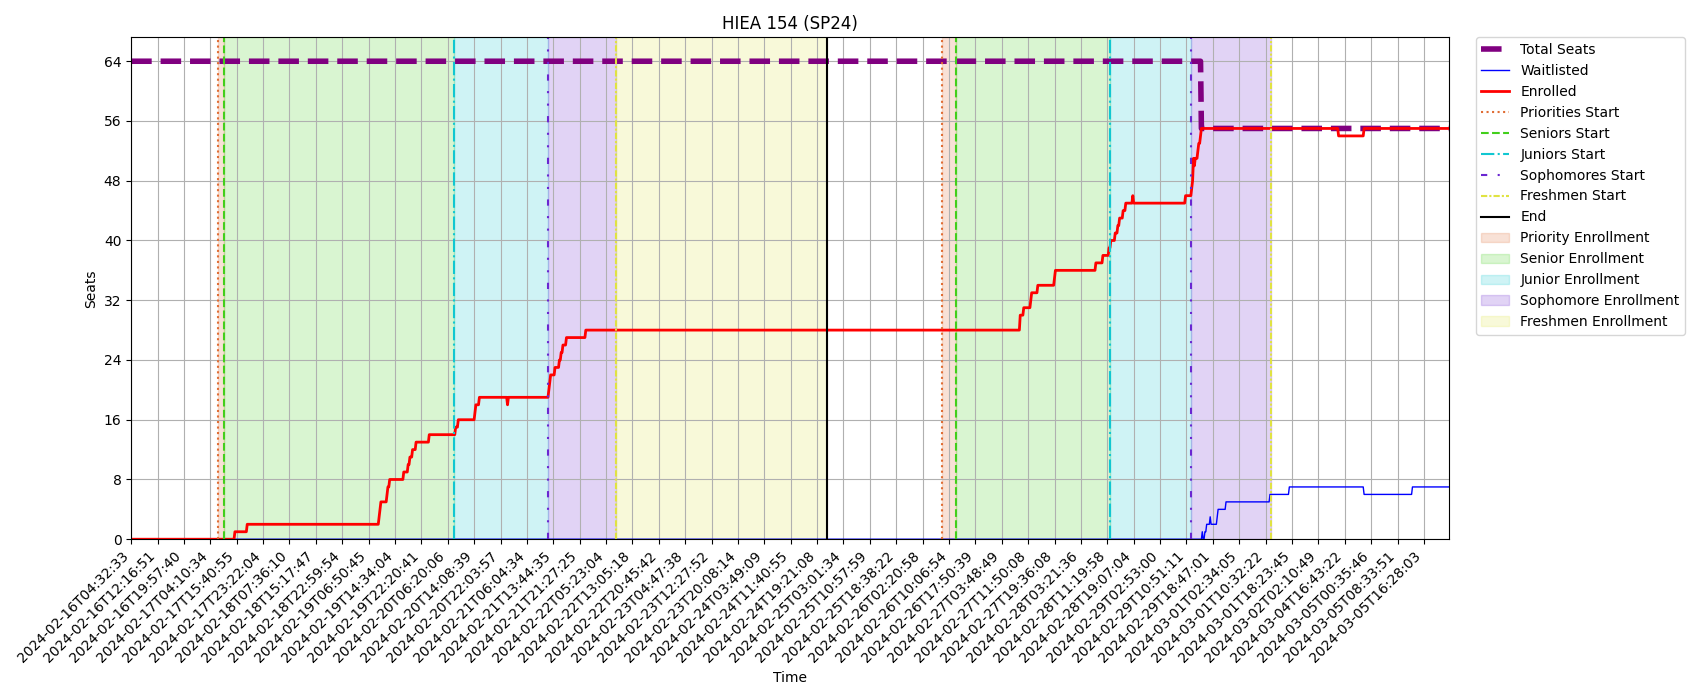 HIEA 154 (SP24)
Seats
64
56
48
40
32
24
16
8
0
2024-02-16T04:32:33
2024-02-16T12:16:51
2024-02-16T19:57:40
2024-02-17T04:10:34
2024-02-17T15:40:55
2024-02-17T23:22:04
2024-02-18T07:36:10
2024-02-18T15:17:47
2024-02-18T22:59:54
2024-02-19T06:50:45
2024-02-19T14:34:04
2024-02-19T22:20:41
2024-02-20T06:20:06
2024-02-20T14:08:39
2024-02-20T22:03:57
2024-02-21T06:04:34
2024-02-21T13:44:35
2024-02-21T21:27:25
2024-02-22T05:23:04
2024-02-22T13:05:18
2024-02-22T20:45:42
2024-02-23T04:47:38
2024-02-23T12:27:52
2024-02-23T20:08:14
2024-02-24T03:49:09
2024-02-24T11:40:55
2024-02-24T19:21:08
2024-02-25T03:01:34
2024-02-25T10:57:59
2024-02-25T18:38:22
2024-02-26T02:20:58
2024-02-26T10:06:54
2024-02-26T17:50:39
2024-02-27T03:48:49
2024-02-27T11:50:08
2024-02-27T19:36:08
2024-02-28T03:21:36
2024-02-28T11:19:58
2024-02-28T19:07:04
2024-02-29T02:53:00
2024-02-29T10:51:11
2024-02-29T18:47:01
2024-03-01T02:34:05
2024-03-01T10:32:22
2024-03-01T18:23:45
2024-03-02T02:10:49
2024-03-04T16:43:22
2024-03-05T00:35:46
2024-03-05T08:33:51
2024-03-05T16:28:03
Time
Total Seats
Waitlisted
Enrolled
Priorities Start
Seniors Start
Juniors Start
Sophomores Start
Freshmen Start
End
Priority Enrollment
Senior Enrollment
Junior Enrollment
Sophomore Enrollment
Freshmen Enrollment